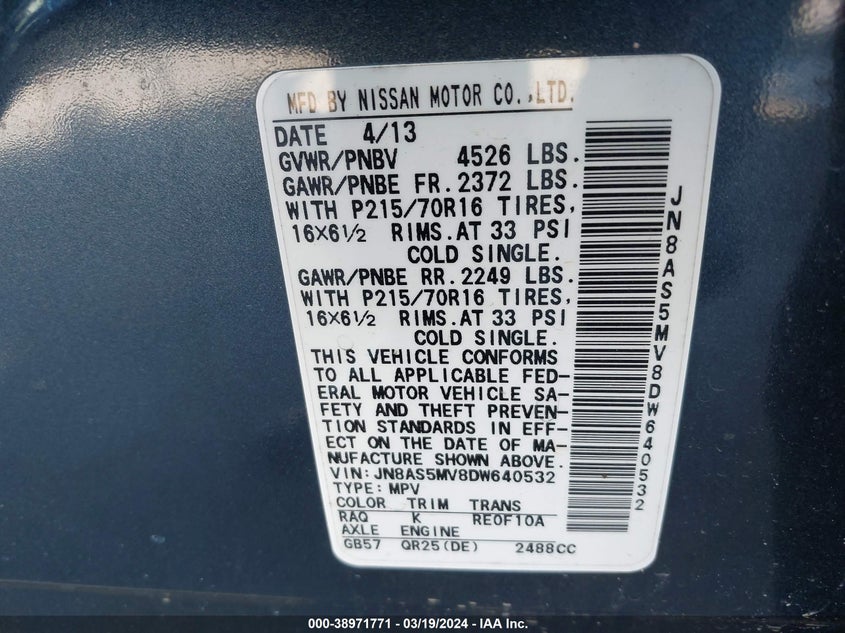 MFD BY NISSAN MOTOR CO.,LTD.
DATE 4/13
GVWR/PNBV 4526 LBS.
GAWR/PNBE FR.2372 LBS.
WITH P215/70R16 TIRES,
16X6½ RIMS.AT 33 PSI
COLD SINGLE.
GAWR/PNBE RR.2249 LBS.
WITH P215/70R16 TIRES,
16X6½ RIMS.AT 33 PSI
COLD SINGLE.
THIS VEHICLE CONFORMS
TO ALL APPLICABLE FED-
ERAL MOTOR VEHICLE SA-
FETY AND THEFT PREVEN-
TION STANDARDS IN EFF-
ECT ON THE DATE OF MA-
NUFACTURE SHOWN ABOVE.
VIN:JN8AS5MV8DW640532
TYPE:MPV
COLOR TRIM TRANS
RAQ K RE0F10A
AXLE ENGINE
GB57 QR25(DE) 2488CC
JN8AS5MV8DW640532
000-38971771 — 03/19/2024 — IAA Inc.